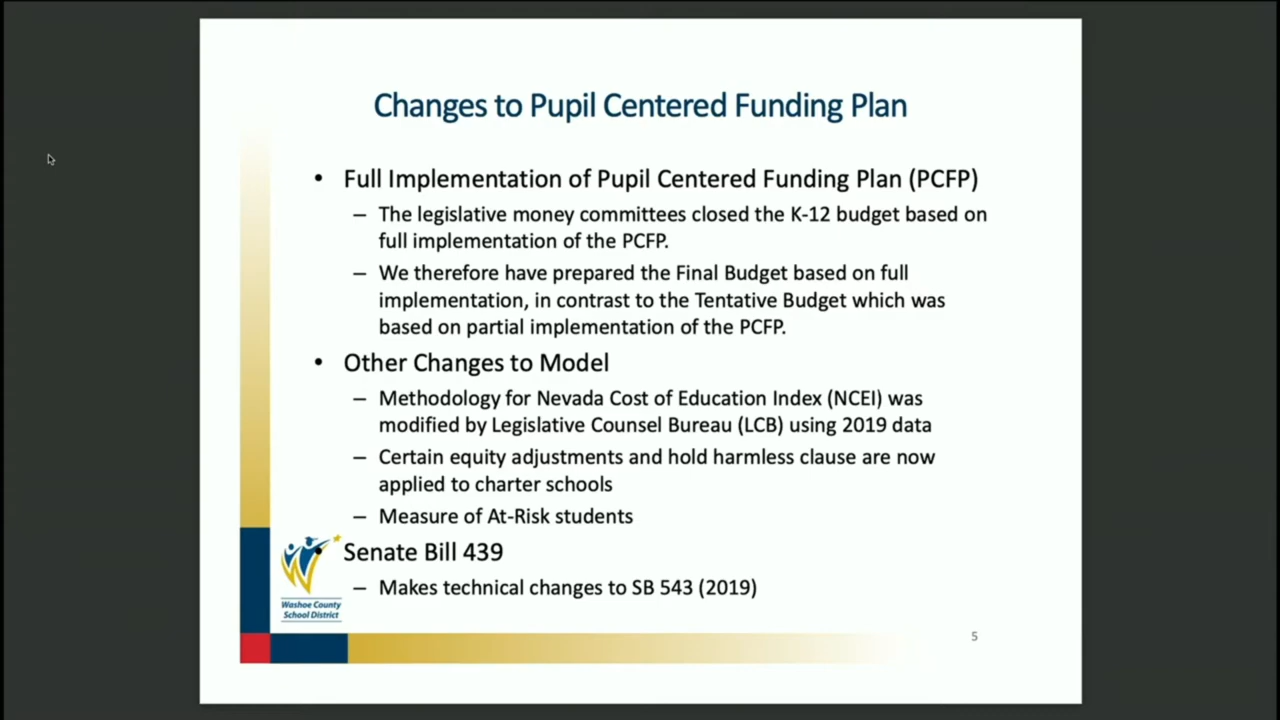 Changes to Pupil Centered Funding Plan
• Full Implementation of Pupil Centered Funding Plan (PCFP)
– The legislative money committees closed the K-12 budget based on
full implementation of the PCFP.
– We therefore have prepared the Final Budget based on full
implementation, in contrast to the Tentative Budget which was
based on partial implementation of the PCFP.
• Other Changes to Model
– Methodology for Nevada Cost of Education Index (NCEI) was
modified by Legislative Counsel Bureau (LCB) using 2019 data
– Certain equity adjustments and hold harmless clause are now
applied to charter schools
– Measure of At-Risk students
• Senate Bill 439
– Makes technical changes to SB 543 (2019)
Washoe County
School District
5